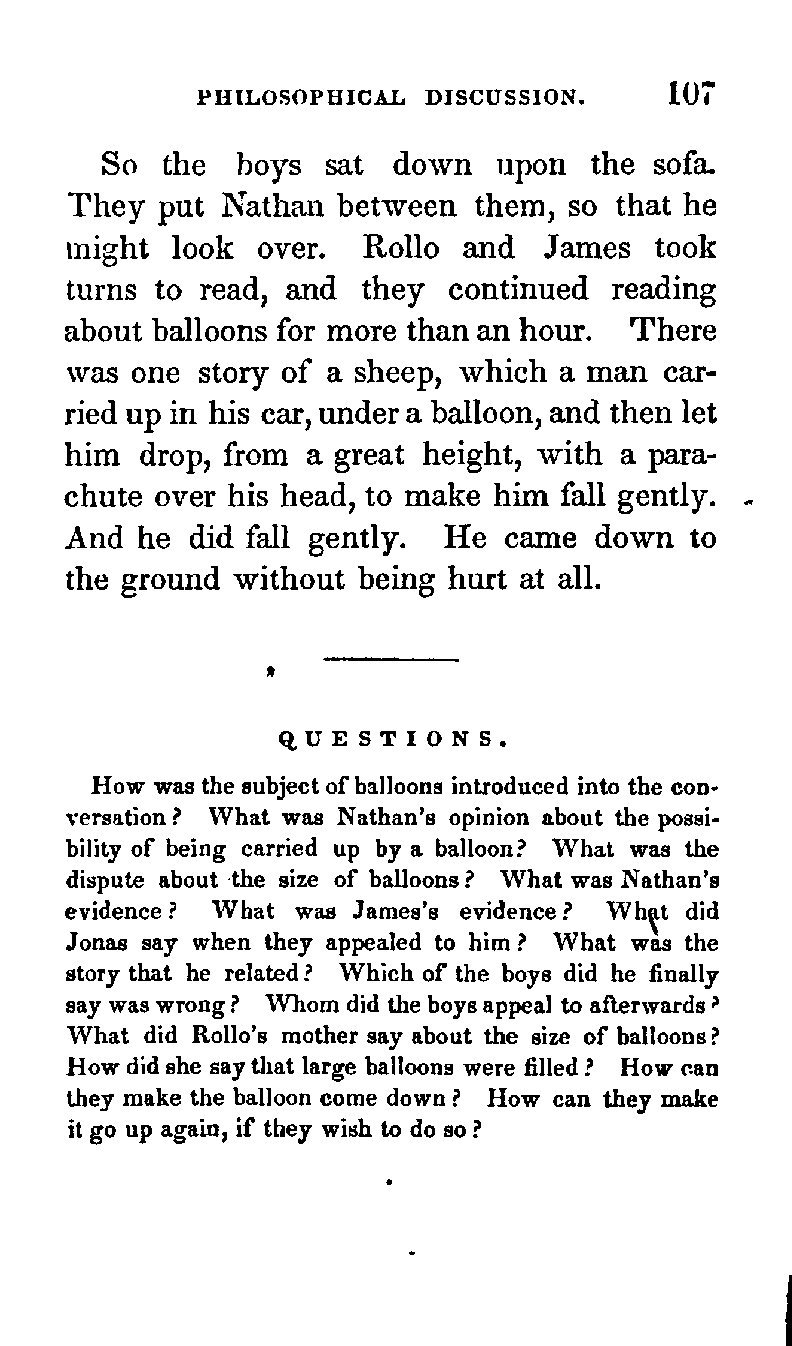 PHILOSOPHICAL DISCUSSION. 107
So the boys sat down upon the sofa.
They put Nathan between them, so that he
might look over. Rollo and James took
turns to read, and they continued reading
about balloons for more than an hour. There
was one story of a sheep, which a man car-
ried up in his car, under a balloon, and then let
him drop, from a great height, with a para-
chute over his head, to make him fall gently.
And he did fall gently. He came down to
the ground without being hurt at all.
QUESTIONS.
How was the subject of balloons introduced into the con-
versation? What was Nathan's opinion about the possi-
bility of being carried up by a balloon? What was the
dispute about the size of balloons? What was Nathan's
evidence? What was James's evidence? What did
Jonas say when they appealed to him? What was the
story that he related? Which of the boys did he finally
say was wrong? Whom did the boys appeal to afterwards?
What did Rollo's mother say about the size of balloons?
How did she say that large balloons were filled? How can
they make the balloon come down? How can they make
it go up again, if they wish to do so?